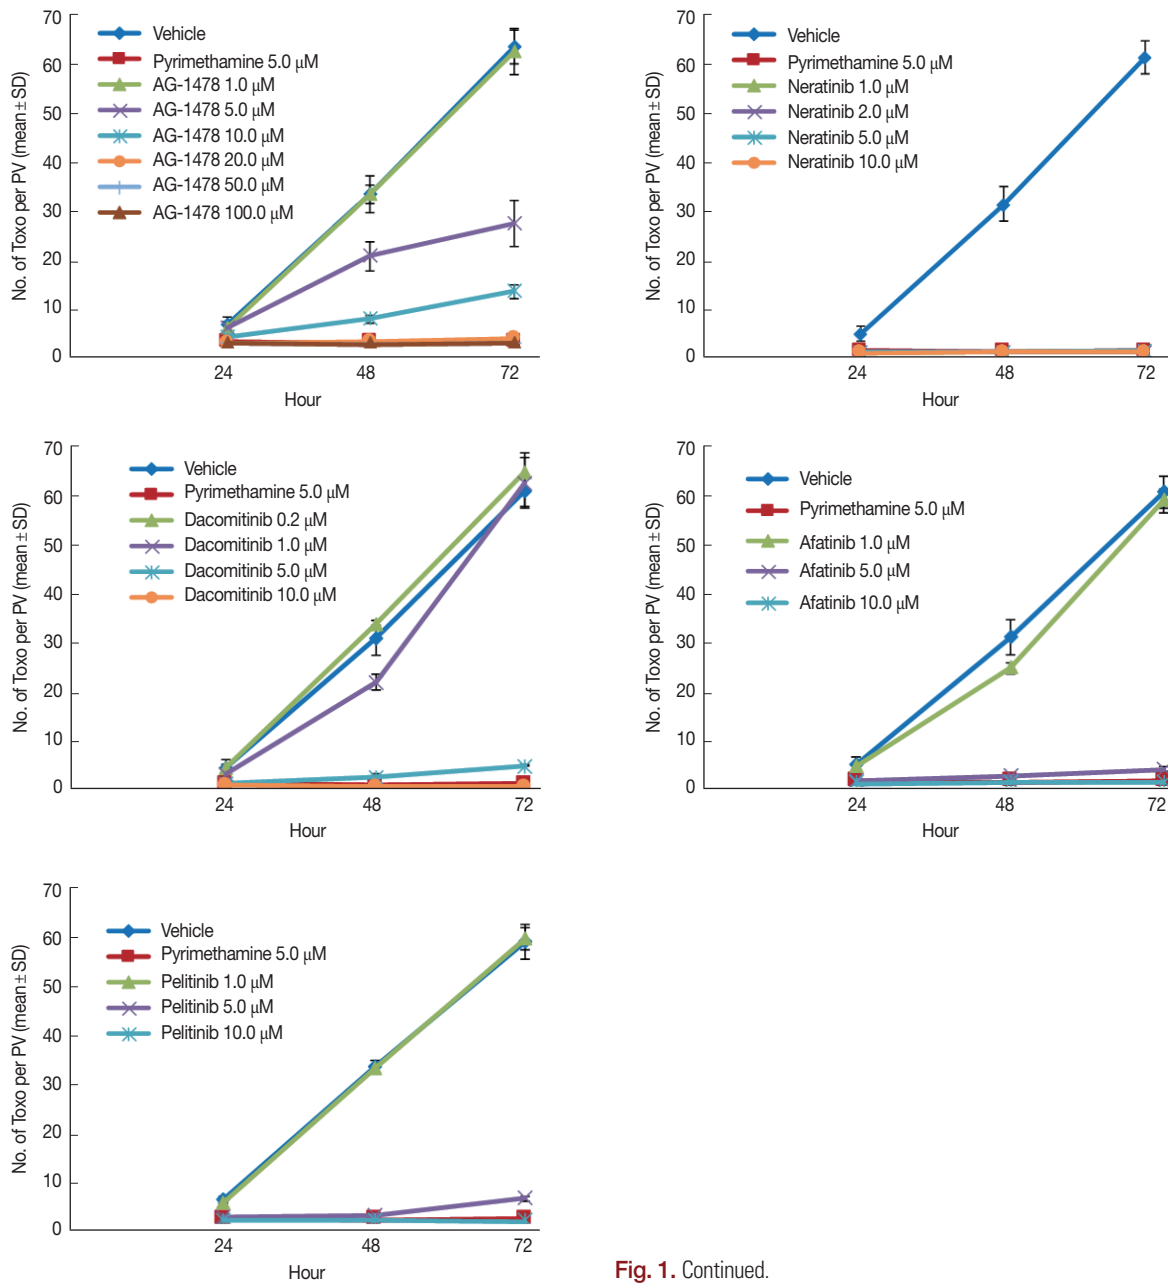 70
60
50
40
30
20
10
0
No. of Toxo per PV (mean ± SD)
Vehicle
Pyrimethamine 5.0 μM
AG-1478 1.0 μM
AG-1478 5.0 μM
AG-1478 10.0 μM
AG-1478 20.0 μM
AG-1478 50.0 μM
AG-1478 100.0 μM
24 48 72
Hour
70
60
50
40
30
20
10
0
No. of Toxo per PV (mean ± SD)
Vehicle
Pyrimethamine 5.0 μM
Neratinib 1.0 μM
Neratinib 2.0 μM
Neratinib 5.0 μM
Neratinib 10.0 μM
24 48 72
Hour
70
60
50
40
30
20
10
0
No. of Toxo per PV (mean ± SD)
Vehicle
Pyrimethamine 5.0 μM
Dacomitinib 0.2 μM
Dacomitinib 1.0 μM
Dacomitinib 5.0 μM
Dacomitinib 10.0 μM
24 48 72
Hour
70
60
50
40
30
20
10
0
No. of Toxo per PV (mean ± SD)
Vehicle
Pyrimethamine 5.0 μM
Afatinib 1.0 μM
Afatinib 5.0 μM
Afatinib 10.0 μM
24 48 72
Hour
70
60
50
40
30
20
10
0
No. of Toxo per PV (mean ± SD)
Vehicle
Pyrimethamine 5.0 μM
Pelitinib 1.0 μM
Pelitinib 5.0 μM
Pelitinib 10.0 μM
24 48 72
Hour
Fig. 1. Continued.